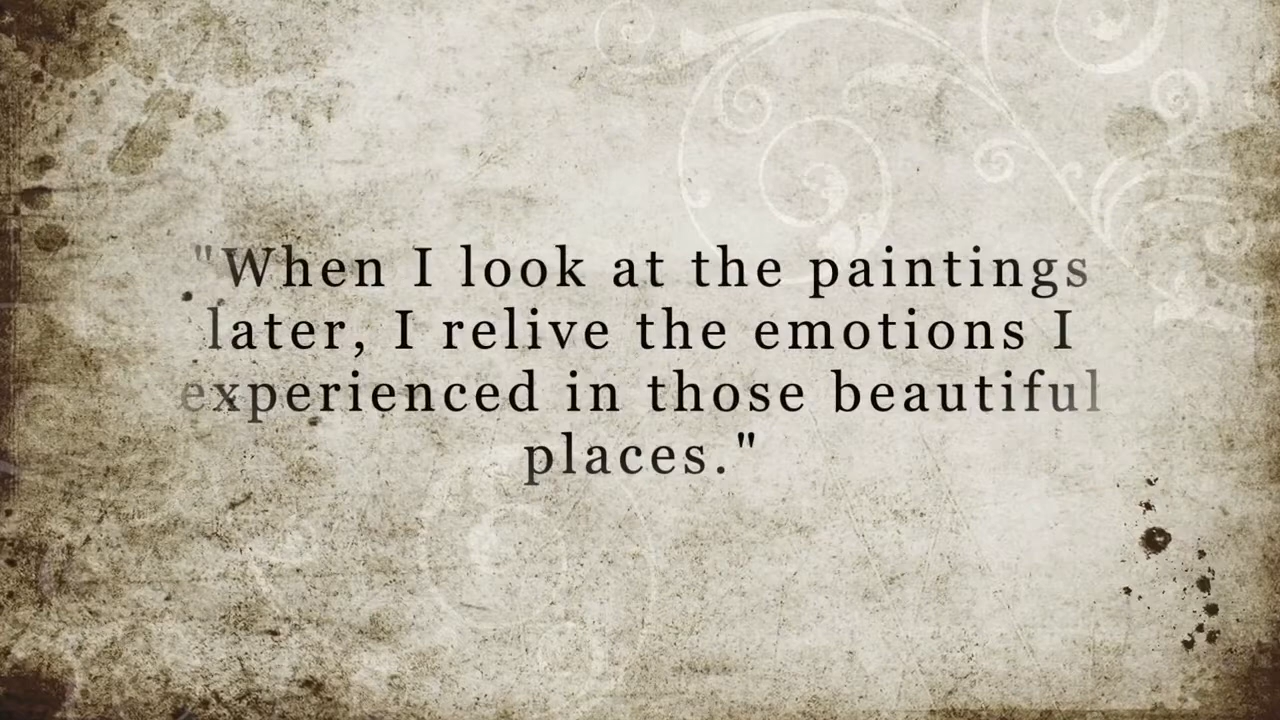 "When I look at the paintings
later, I relive the emotions I
experienced in those beautiful
places."